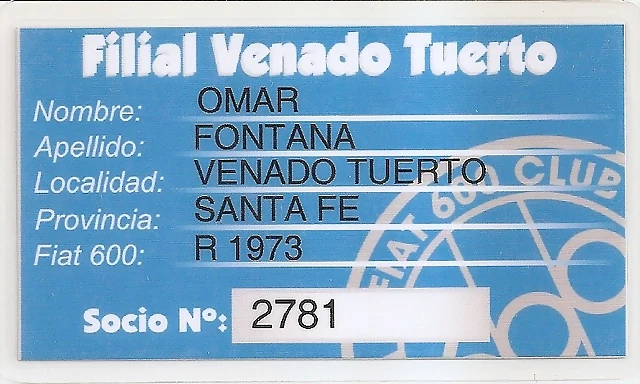 Filial Venado Tuerto
Nombre: OMAR
Apellido: FONTANA
Localidad: VENADO TUERTO
Provincia: SANTA FE
Fiat 600: R 1973
Socio Nº: 2781
FIAT 600 CLUB